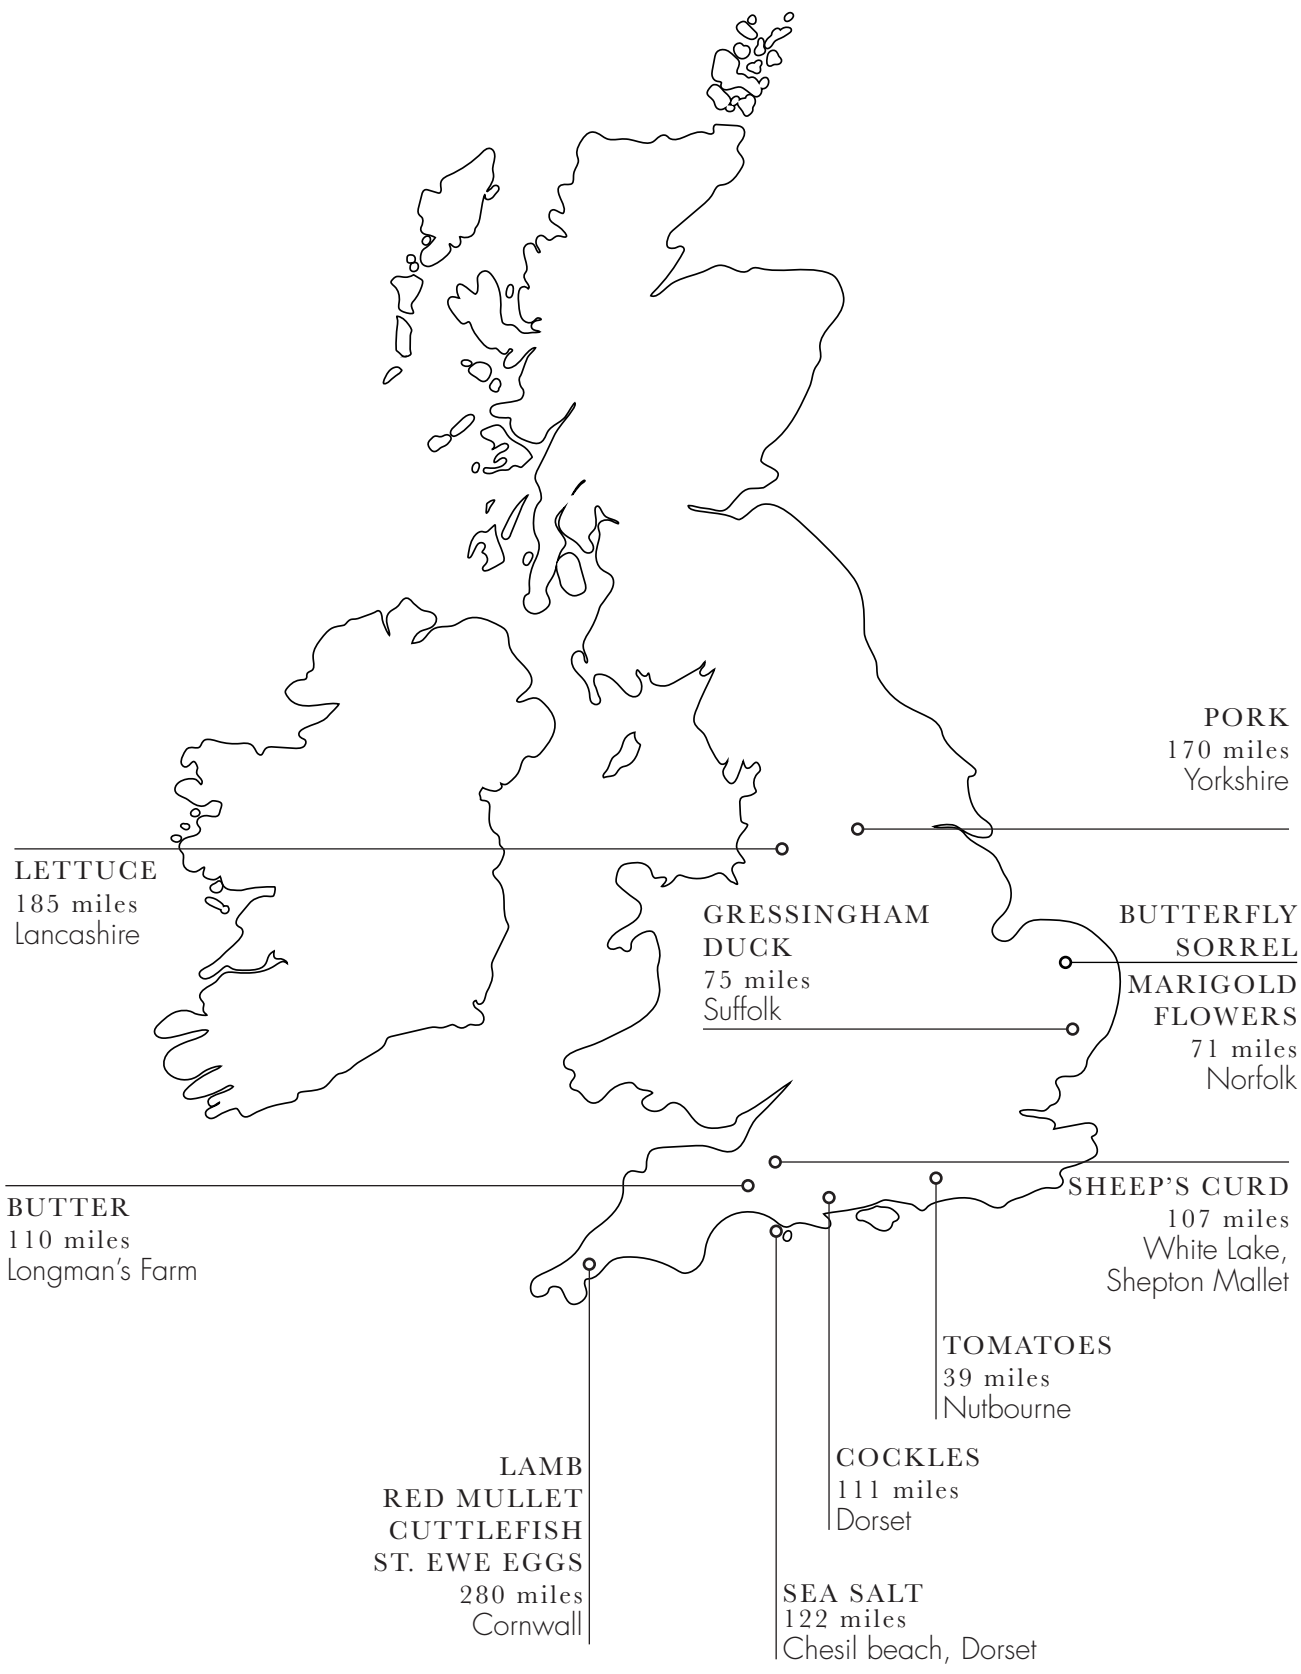 PORK
170 miles
Yorkshire
LETTUCE
185 miles
Lancashire
GRESSINGHAM
DUCK
75 miles
Suffolk
BUTTERFLY
SORREL
MARIGOLD
FLOWERS
71 miles
Norfolk
BUTTER
110 miles
Longman's Farm
SHEEP'S CURD
107 miles
White Lake,
Shepton Mallet
TOMATOES
39 miles
Nutbourne
COCKLES
111 miles
Dorset
LAMB
RED MULLET
CUTTLEFISH
ST. EWE EGGS
280 miles
Cornwall
SEA SALT
122 miles
Chesil beach, Dorset